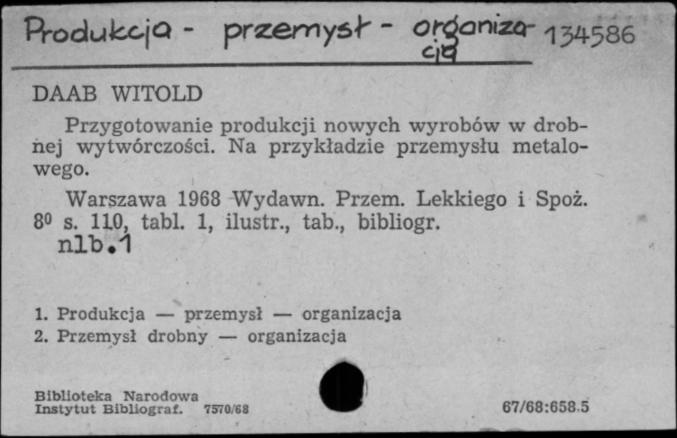 Produkcja - przemysł - organiza- 134586
cja
DAAB WITOLD
Przygotowanie produkcji nowych wyrobów w drob-
nej wytwórczości. Na przykładzie przemysłu metalo-
wego.
Warszawa 1968 Wydawn. Przem. Lekkiego i Spoż.
8⁰ s. 110, tabl. 1, ilustr., tab., bibliogr.
nlb.1
1. Produkcja — przemysł — organizacja
2. Przemysł drobny — organizacja
Biblioteka Narodowa
Instytut Bibliograf. 7570/68 67/68:658.5